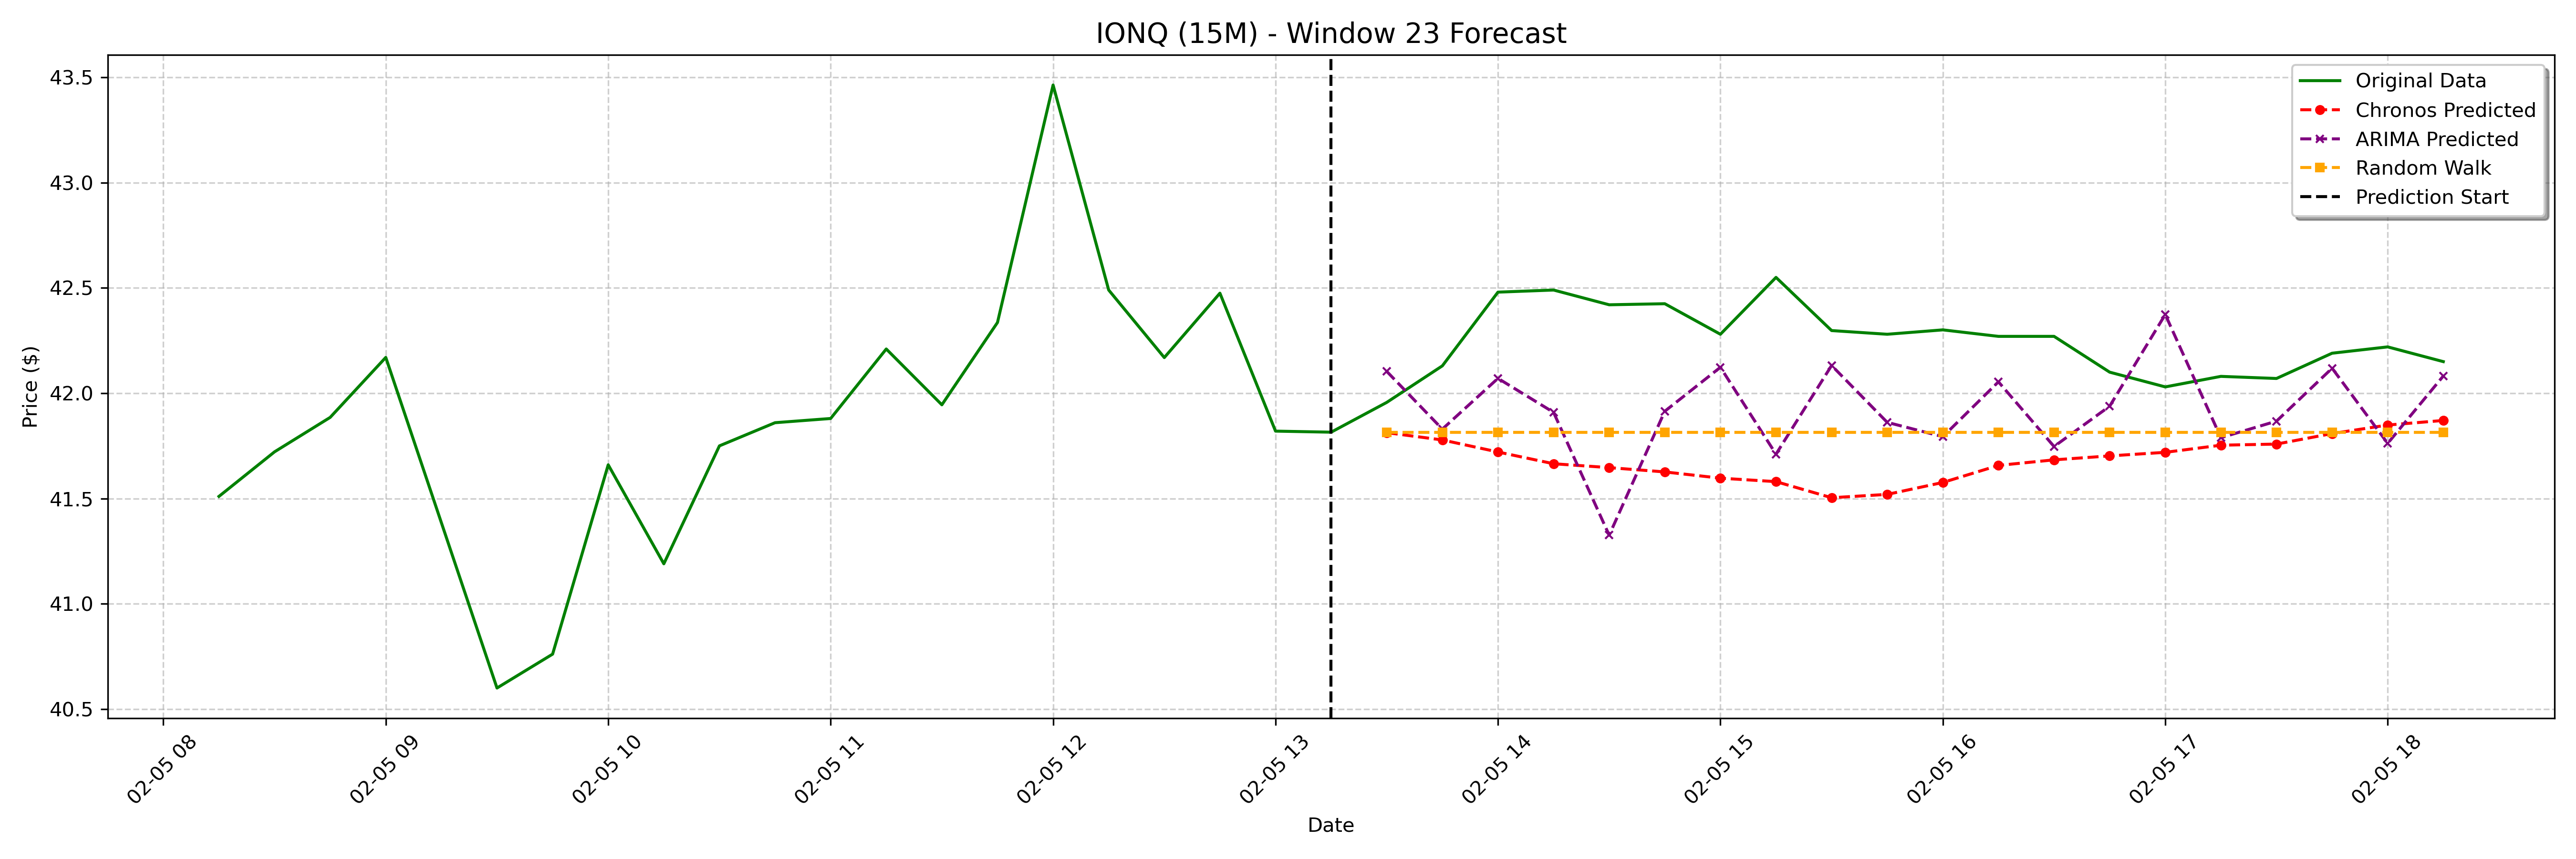 IONQ (15M) - Window 23 Forecast
Price ($)
43.5
43.0
42.5
42.0
41.5
41.0
40.5
Original Data
Chronos Predicted
ARIMA Predicted
Random Walk
Prediction Start
02-05 08
02-05 09
02-05 10
02-05 11
02-05 12
02-05 13
02-05 14
02-05 15
02-05 16
02-05 17
02-05 18
Date